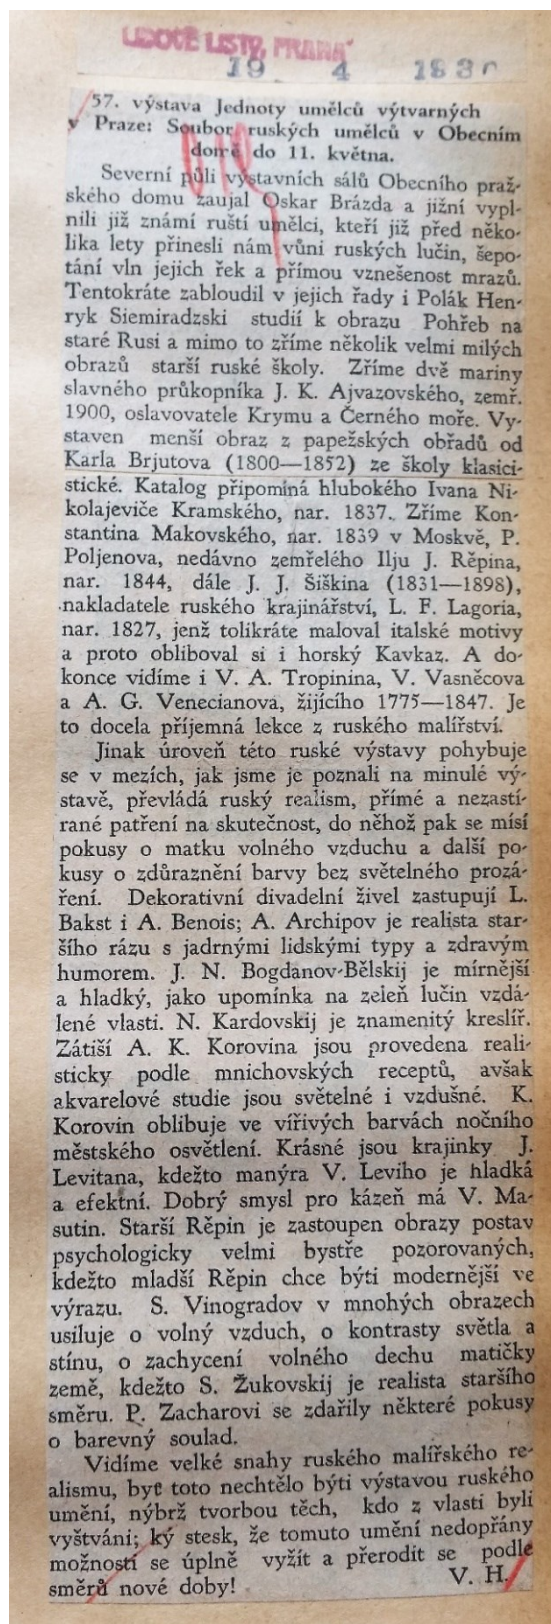 LIDOVÉ LISTY, PRAHA
19 4 1930
57. výstava Jednoty umělců výtvarných
v Praze: Soubor ruských umělců v Obecním
domě do 11. května.
Severní půli výstavních sálů Obecního praž-
ského domu zaujal Oskar Brázda a jižní vypl-
nili již známí ruští umělci, kteří již před něko-
lika lety přinesli nám vůni ruských lučin, šepo-
tání vln jejich řek a přímou vznešenost mrazů.
Tentokráte zabloudil v jejich řady i Polák Hen-
ryk Siemiradzski studií k obrazu Pohřeb na
staré Rusi a mimo to zříme několik velmi milých
obrazů starší ruské školy. Zříme dvě mariny
slavného průkopníka J. K. Ajvazovského, zemř.
1900, oslavovatele Krymu a Černého moře. Vy-
staven menší obraz z papežských obřadů od
Karla Brjutova (1800—1852) ze školy klasici-
stické. Katalog připomíná hlubokého Ivana Ni-
kolajeviče Kramského, nar. 1837. Zříme Kon-
stantina Makovského, nar. 1839 v Moskvě, P.
Poljenova, nedávno zemřelého Ilju J. Rěpina,
nar. 1844, dále J. J. Šiškina (1831—1898),
nakladatele ruského krajinářství, L. F. Lagoria,
nar. 1827, jenž tolikráte maloval italské motivy
a proto obliboval si i horský Kavkaz. A do-
konce vidíme i V. A. Tropinina, V. Vasněcova
a A. G. Venecianova, žijícího 1775—1847. Je
to docela příjemná lekce z ruského malířství.
Jinak úroveň této ruské výstavy pohybuje
se v mezích, jak jsme je poznali na minulé vý-
stavě, převládá ruský realism, přímé a nezastí-
rané patření na skutečnost, do něhož pak se mísí
pokusy o matku volného vzduchu a další po-
kusy o zdůraznění barvy bez světelného prozá-
ření. Dekorativní divadelní živel zastupují L.
Bakst i A. Benois; A. Archipov je realista star-
šího rázu s jadrnými lidskými typy a zdravým
humorem. J. N. Bogdanov-Bělskij je mírnější
a hladký, jako upomínka na zeleň lučin vzdá-
lené vlasti. N. Kardovskij je znamenitý kreslíř.
Zátiší A. K. Korovina jsou provedena reali-
sticky podle mnichovských receptů, avšak
akvarelové studie jsou světelné i vzdušné. K.
Korovin oblibuje ve vířivých barvách nočního
městského osvětlení. Krásné jsou krajinky J.
Levitana, kdežto manýra V. Leviho je hladká
a efektní. Dobrý smysl pro kázeň má V. Ma-
sutin. Starší Rěpin je zastoupen obrazy postav
psychologicky velmi bystře pozorovaných,
kdežto mladší Rěpin chce býti modernější ve
výrazu. S. Vinogradov v mnohých obrazech
usiluje o volný vzduch, o kontrasty světla a
stínu, o zachycení volného dechu matičky
země, kdežto S. Žukovskij je realista staršího
směru. P. Zacharovi se zdařily některé pokusy
o barevný soulad.
Vidíme velké snahy ruského malířského re-
alismu, byť toto nechtělo býti výstavou ruského
umění, nýbrž tvorbou těch, kdo z vlasti byli
vyštváni; ký stesk, že tomuto umění nedopřány
možností se úplně vyžít a přerodit se podle
směrů nové doby! V. H.